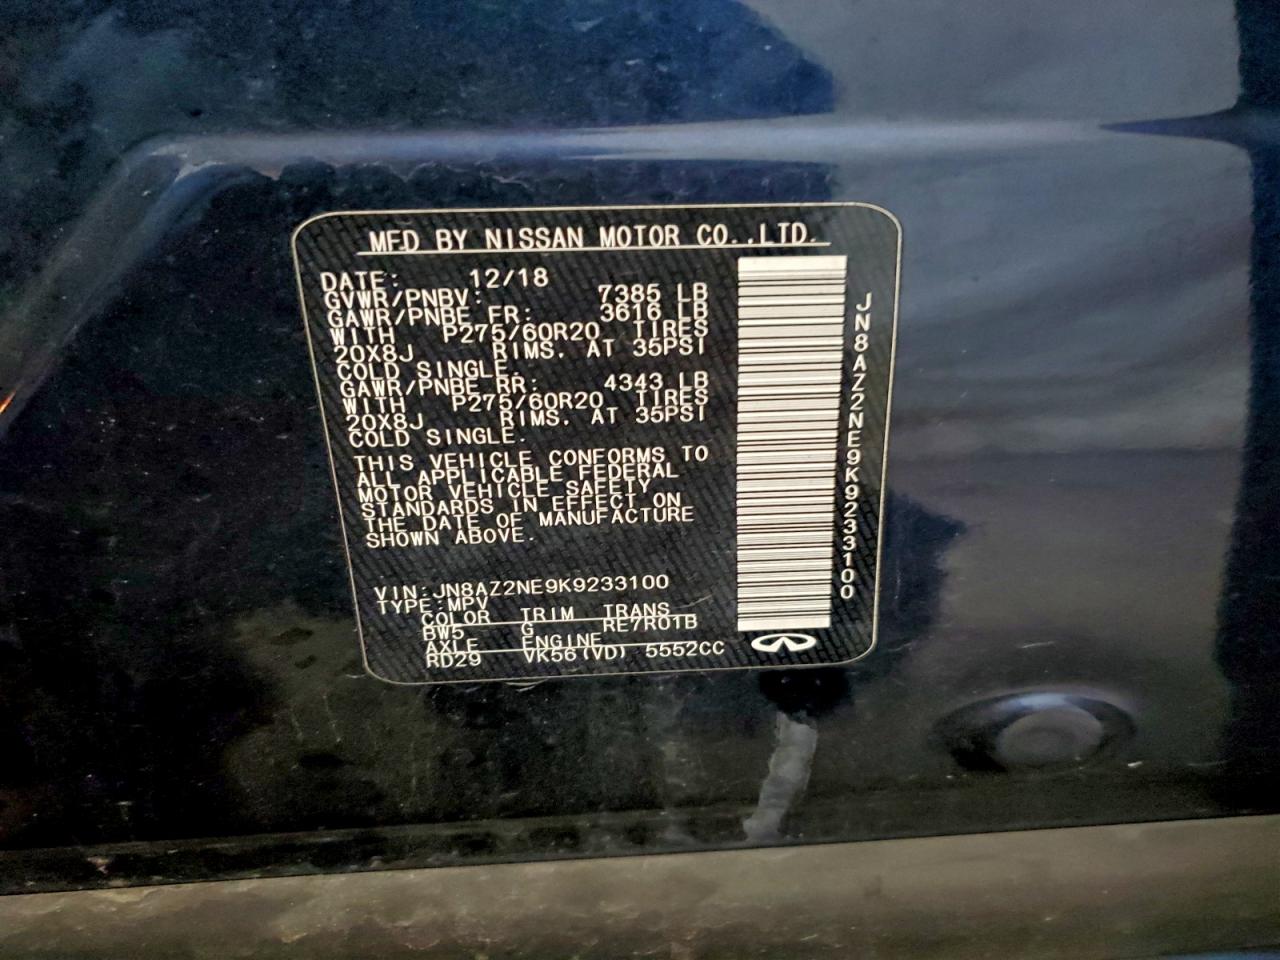 MFD BY NISSAN MOTOR CO.,LTD.
DATE: 12/18
GVWR/PNBV: 7385 LB
GAWR/PNBE FR: 3616 LB
WITH P275/60R20 TIRES
20X8J RIMS. AT 35PSI
COLD SINGLE.
GAWR/PNBE RR: 4343 LB
WITH P275/60R20 TIRES
20X8J RIMS. AT 35PSI
COLD SINGLE.
THIS VEHICLE CONFORMS TO
ALL APPLICABLE FEDERAL
MOTOR VEHICLE SAFETY
STANDARDS IN EFFECT ON
THE DATE OF MANUFACTURE
SHOWN ABOVE.
VIN:JN8AZ2NE9K9233100
TYPE:MPV
COLOR TRIM TRANS
BW5 G RE7R01B
AXLE ENGINE
RD29 VK56(VD) 5552CC
JN8AZ2NE9K9233100